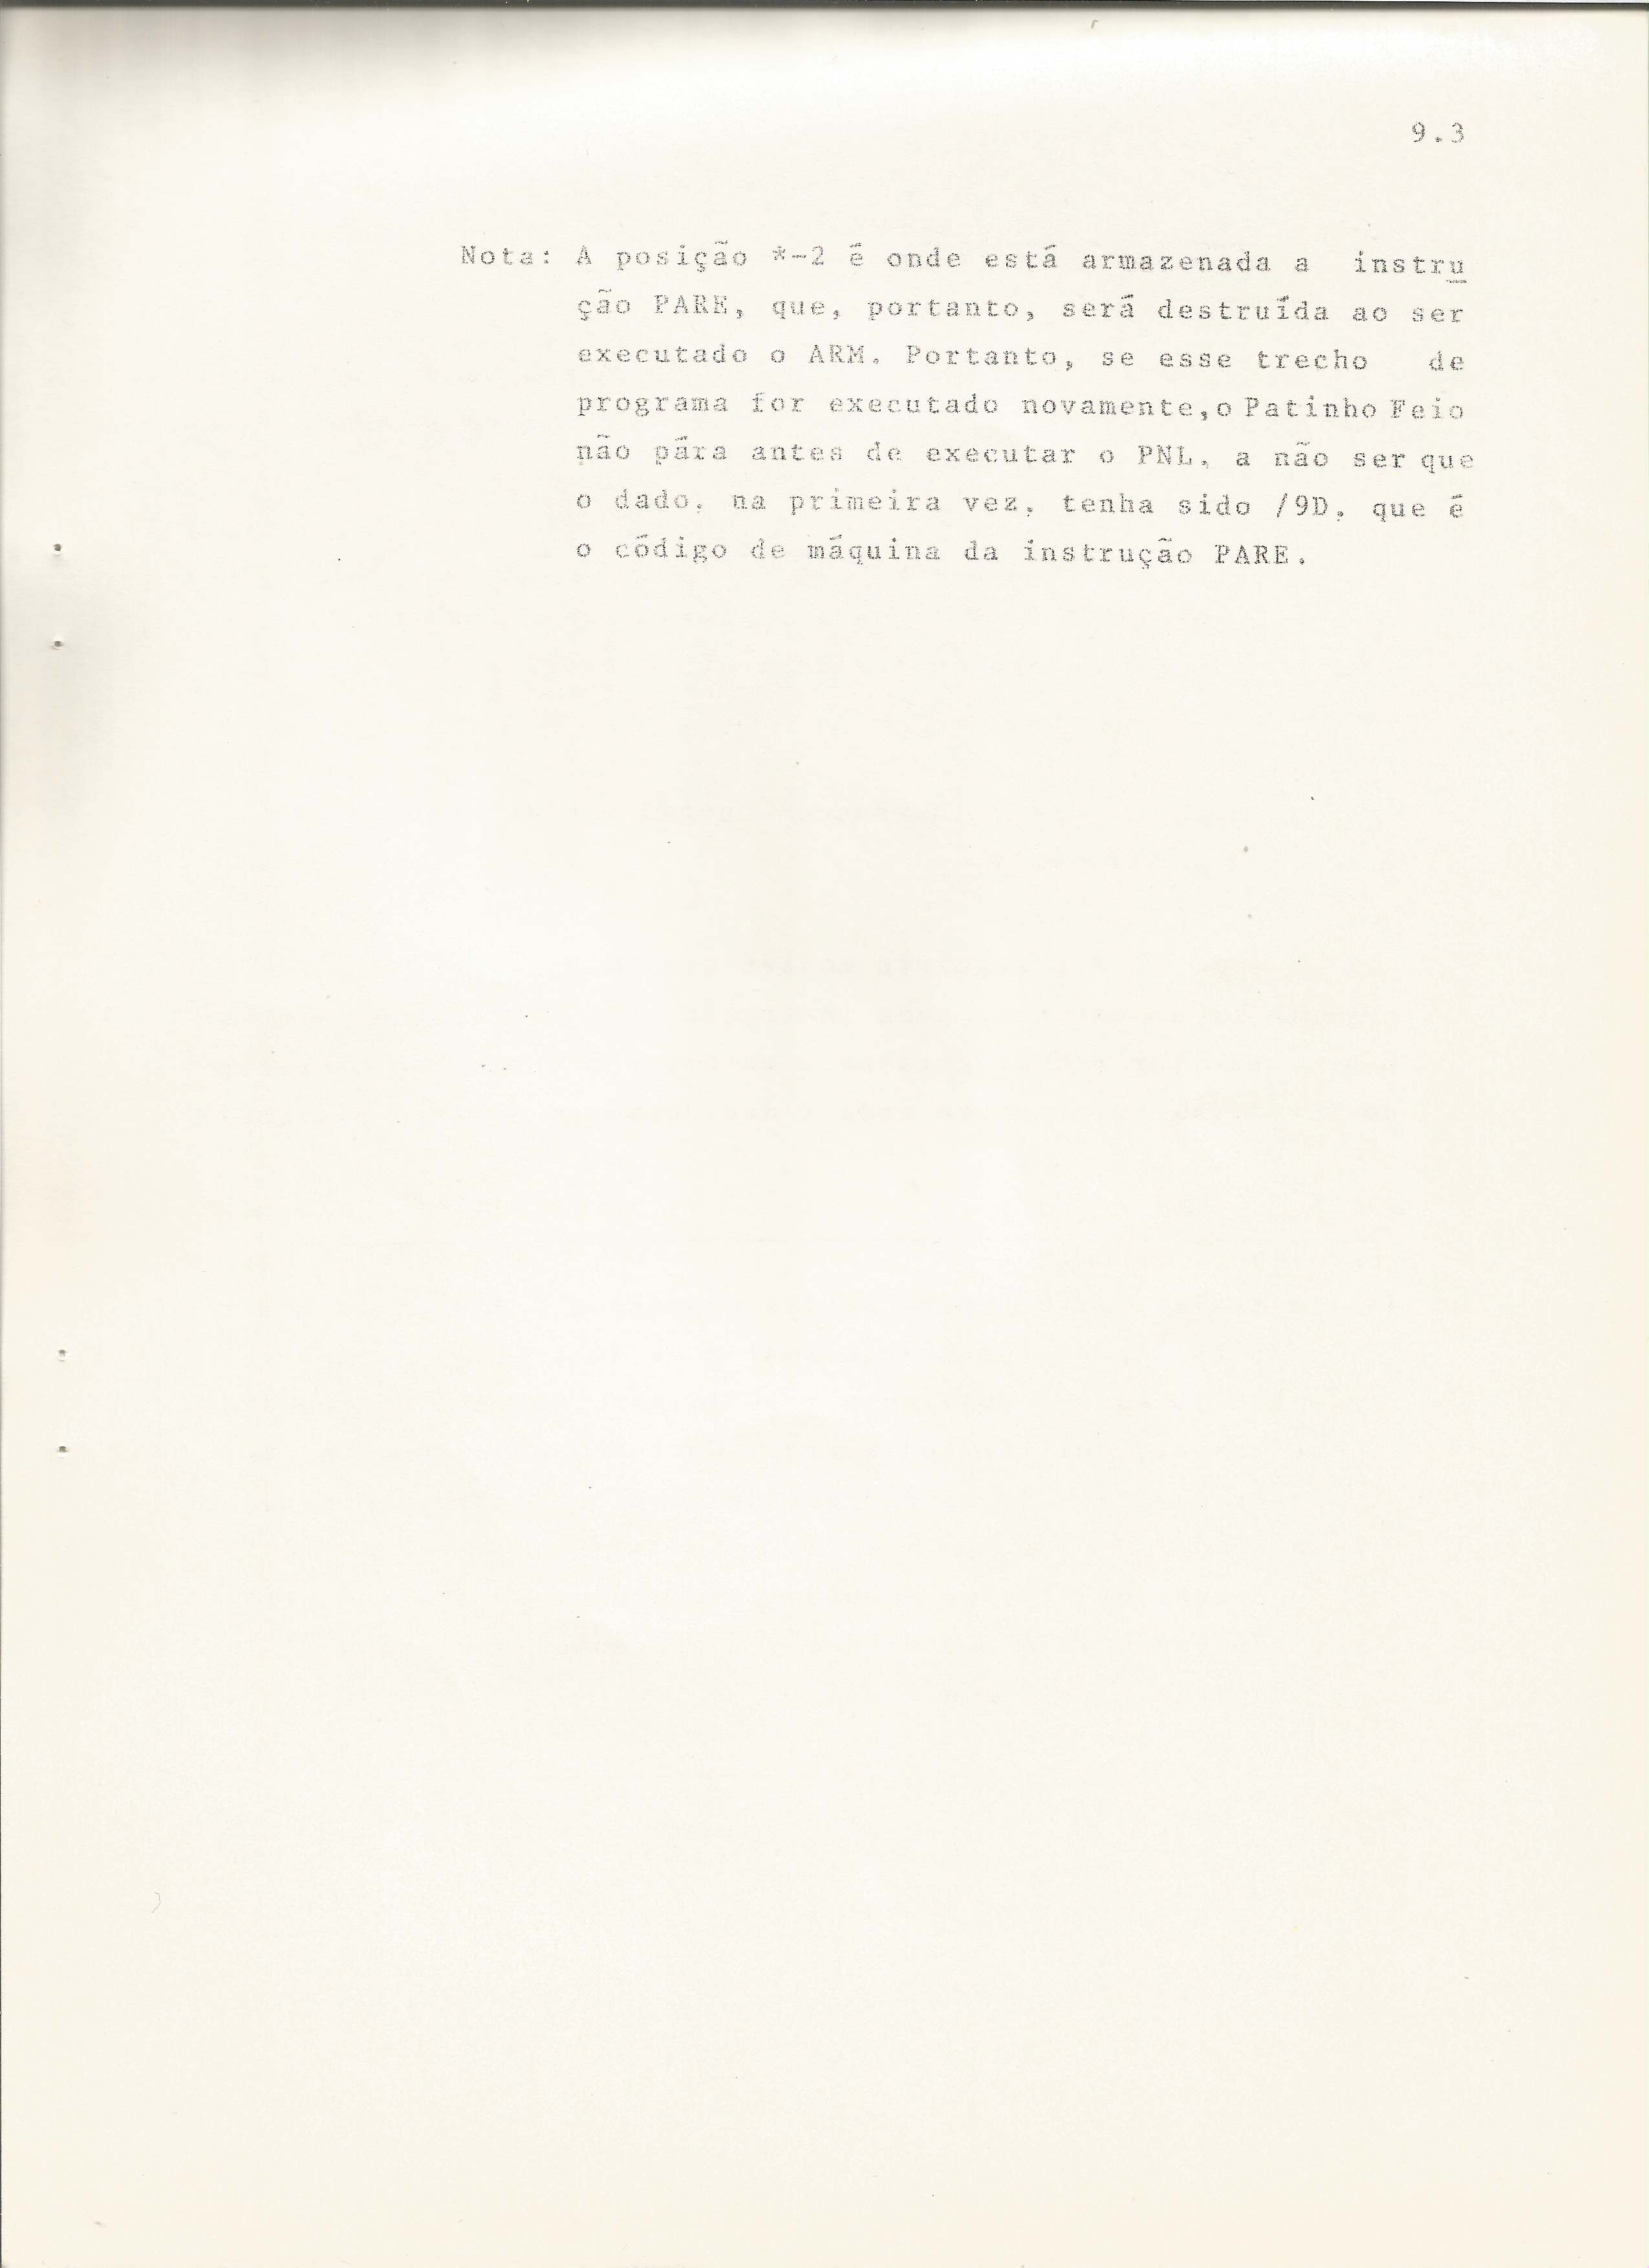 9.3
Nota: A posição *-2 é onde está armazenada a instru
ção PARE, que, portanto, será destruída ao ser
executado o ARM. Portanto, se esse trecho de
programa for executado novamente,o Patinho Feio
não pára antes de executar o PNL, a não ser que
o dado, na primeira vez, tenha sido /9D, que é
o código de máquina da instrução PARE.